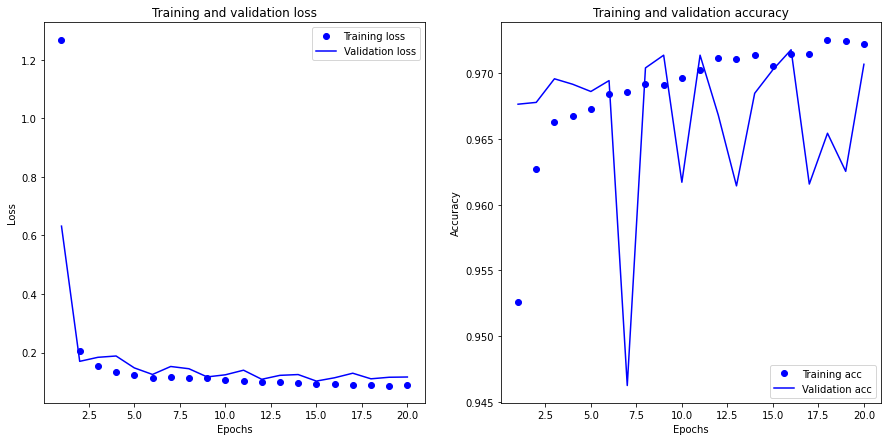 Training and validation loss
Training loss
Validation loss
1.2
1.0
0.8
0.6
0.4
0.2
Loss
2.5 5.0 7.5 10.0 12.5 15.0 17.5 20.0
Epochs
Training and validation accuracy
0.970
0.965
0.960
0.955
0.950
0.945
Accuracy
Training acc
Validation acc
2.5 5.0 7.5 10.0 12.5 15.0 17.5 20.0
Epochs